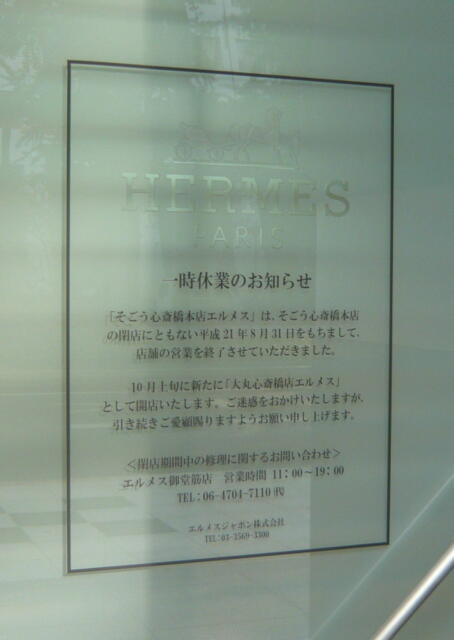 HERMES
PARIS
一時休業のお知らせ
「そごう心斎橋本店エルメス」は、そごう心斎橋本店
の閉店にともない平成21年8月31日をもちまして、
店舗の営業を終了させていただきました。
10月上旬に新たに「大丸心斎橋店エルメス」
として開店いたします。ご迷惑をおかけいたしますが、
引き続きご愛顧賜りますようお願い申し上げます。
＜閉店期間中の修理に関するお問い合わせ＞
エルメス御堂筋店 営業時間 11：00～19：00
TEL：06-4704-7110㈹
エルメスジャポン株式会社
TEL：03-3569-3300